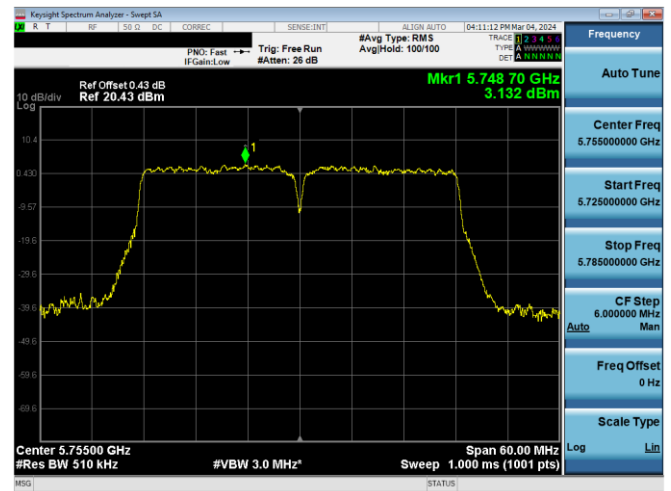 Keysight Spectrum Analyzer - Swept SA
R T RF 50 Ω DC CORREC SENSE:INT ALIGN AUTO 04:11:12 PM Mar 04, 2024
PNO: Fast
IFGain:Low
Trig: Free Run
#Atten: 26 dB
#Avg Type: RMS
Avg|Hold: 100/100
TRACE 1 2 3 4 5 6
TYPE A WWWWW
DET A N N N N N
Ref Offset 0.43 dB
10 dB/div Ref 20.43 dBm
Log
Mkr1 5.748 70 GHz
3.132 dBm
1
10.4
0.430
-9.57
-19.6
-29.6
-39.6
-49.6
-59.6
-69.6
Center 5.75500 GHz
Span 60.00 MHz
#Res BW 510 kHz
#VBW 3.0 MHz*
Sweep 1.000 ms (1001 pts)
MSG
STATUS
Frequency
Auto Tune
Center Freq
5.755000000 GHz
Start Freq
5.725000000 GHz
Stop Freq
5.785000000 GHz
CF Step
6.000000 MHz
Auto Man
Freq Offset
0 Hz
Scale Type
Log Lin